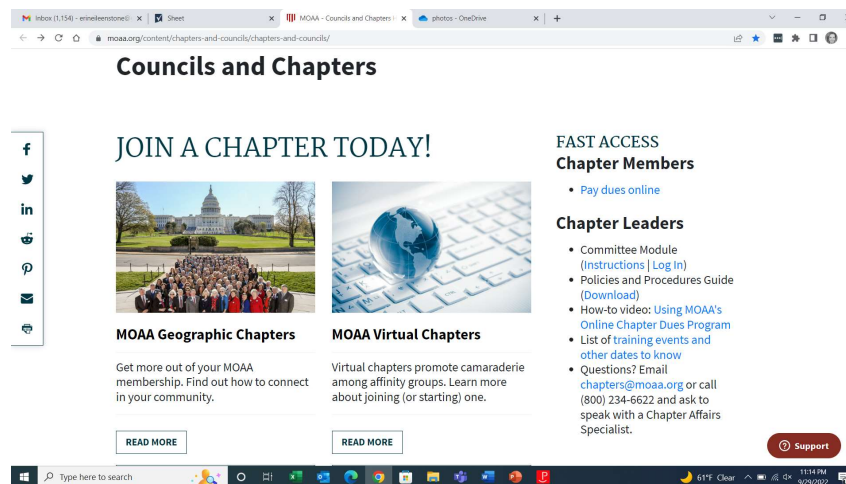 Inbox (1,154) - erineileenstone@
Sheet
MOAA - Councils and Chapters
photos - OneDrive
moaa.org/content/chapters-and-councils/chapters-and-councils/
Councils and Chapters
JOIN A CHAPTER TODAY!
MOAA Geographic Chapters
Get more out of your MOAA
membership. Find out how to connect
in your community.
READ MORE
MOAA Virtual Chapters
Virtual chapters promote camaraderie
among affinity groups. Learn more
about joining (or starting) one.
READ MORE
FAST ACCESS
Chapter Members
• Pay dues online
Chapter Leaders
• Committee Module
(Instructions | Log In)
• Policies and Procedures Guide
(Download)
• How-to video: Using MOAA's
Online Chapter Dues Program
• List of training events and
other dates to know
• Questions? Email
chapters@moaa.org or call
(800) 234-6622 and ask to
speak with a Chapter Affairs
Specialist.
Support
Type here to search
61°F Clear
11:14 PM
9/29/2022